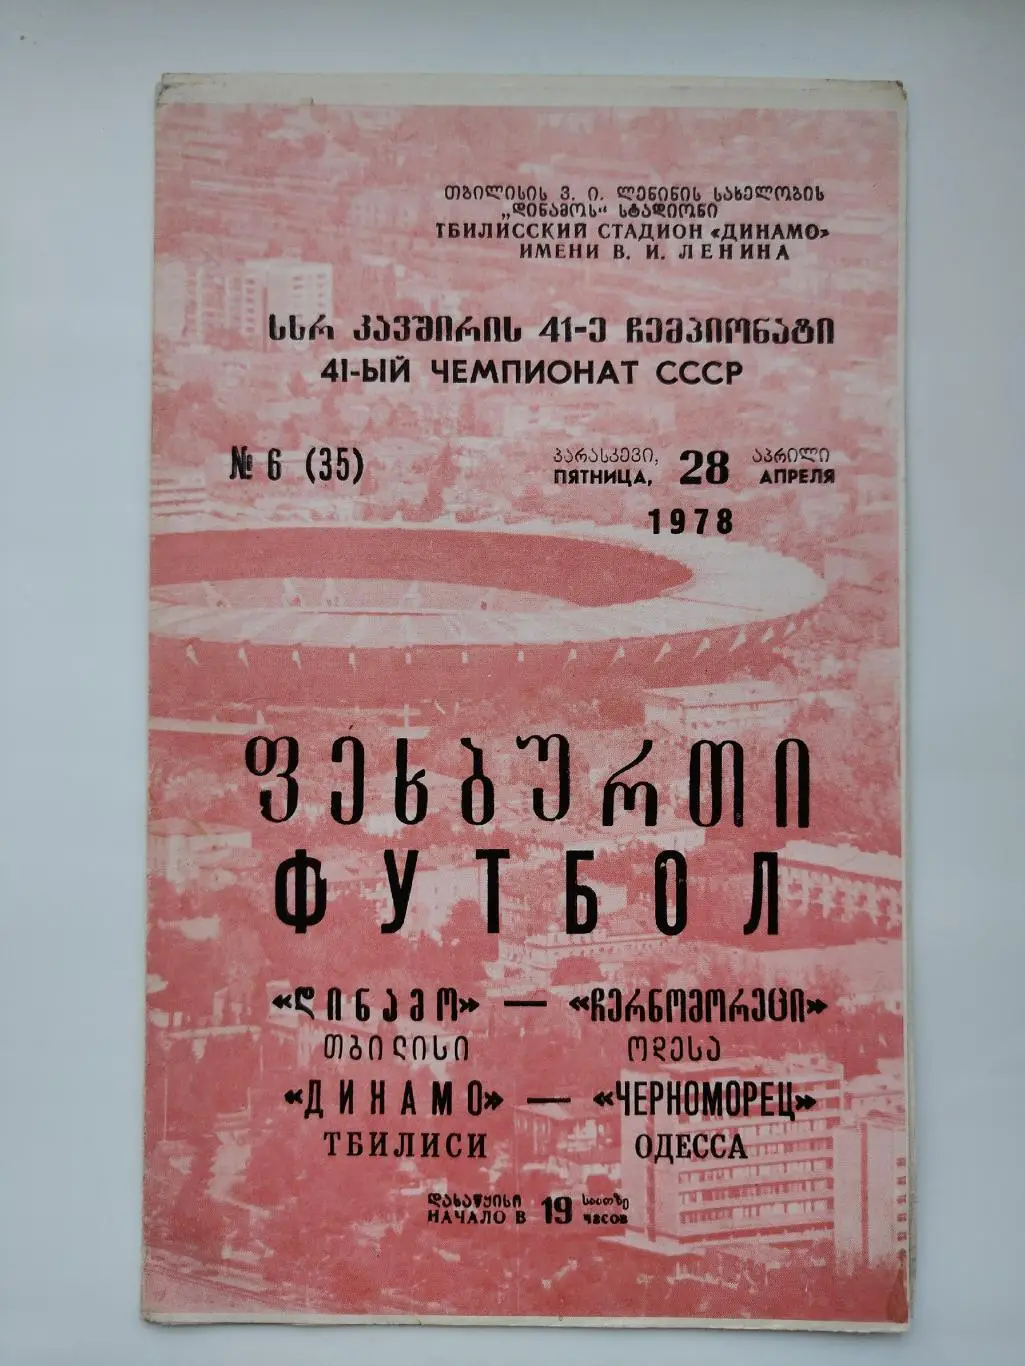 თბილისის ვ. ი. ლენინის სახელობის
„დინამოს“ სტადიონი
ТБИЛИССКИЙ СТАДИОН «ДИНАМО»
ИМЕНИ В. И. ЛЕНИНА
სსრ კავშირის 41-ე ჩემპიონატი
41-ЫЙ ЧЕМПИОНАТ СССР
№ 6 (35)
პარასკევი, 28 აპრილი
ПЯТНИЦА, АПРЕЛЯ
1978
ფეხბურთი
ФУТБОЛ
«დინამო» — «ჩერნომორეცი»
თბილისი ოდესა
«ДИНАМО» — «ЧЕРНОМОРЕЦ»
ТБИЛИСИ ОДЕССА
დასაწყისი 19 საათზე
НАЧАЛО В часов